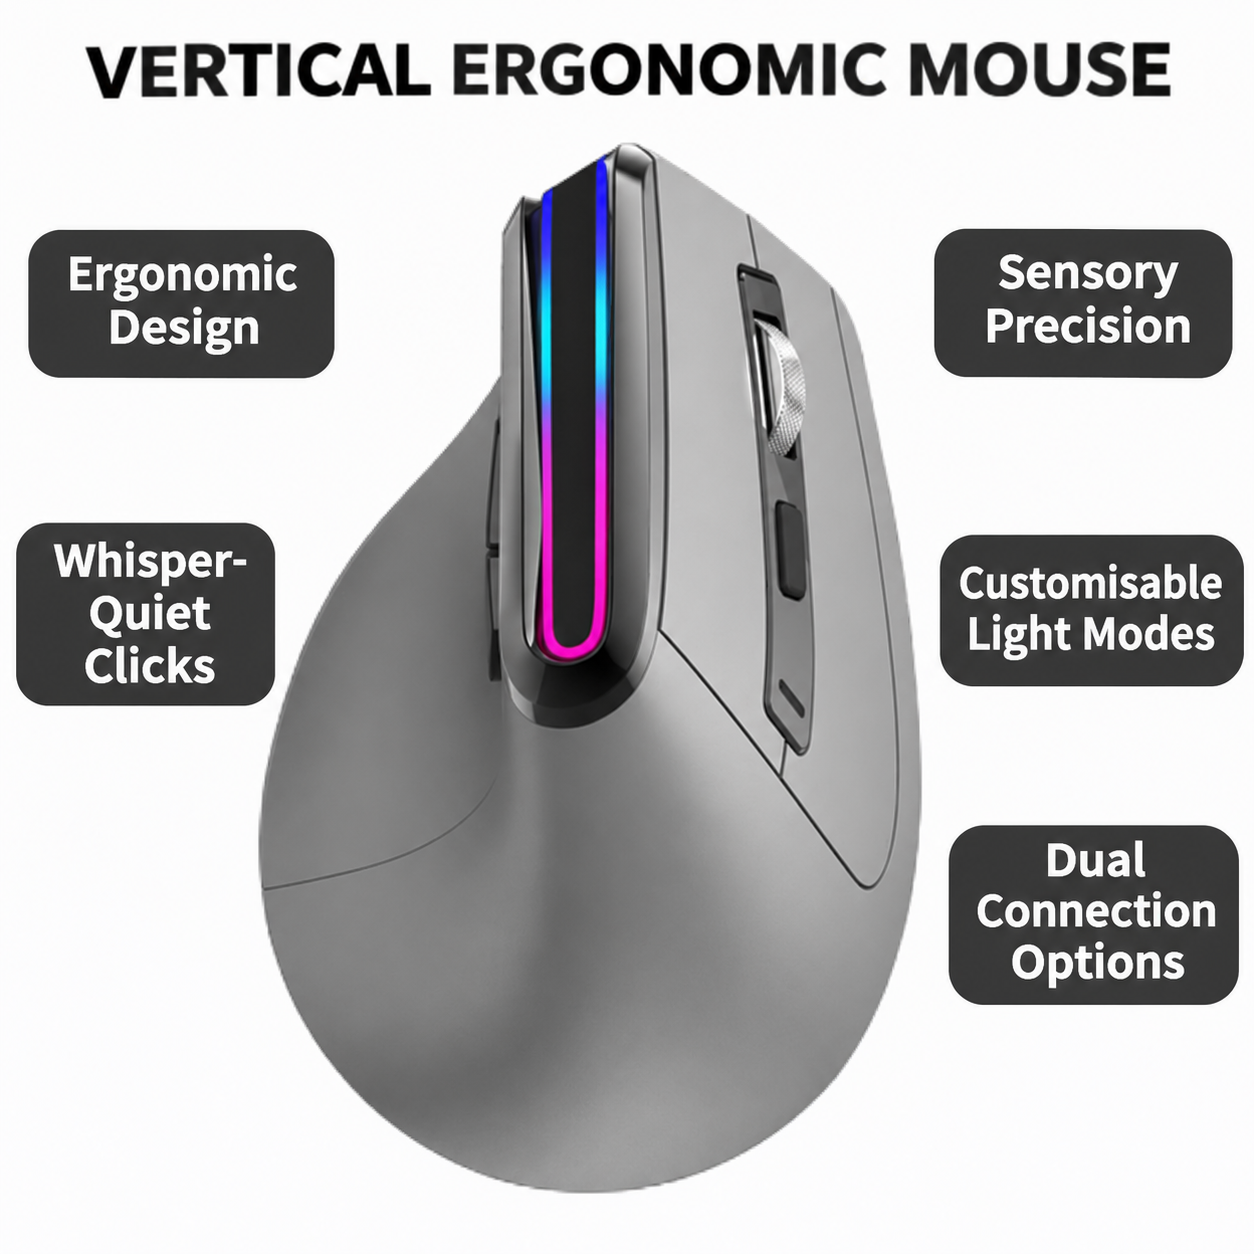 VERTICAL ERGONOMIC MOUSE
Ergonomic
Design
Whisper-
Quiet
Clicks
Sensory
Precision
Customisable
Light Modes
Dual
Connection
Options